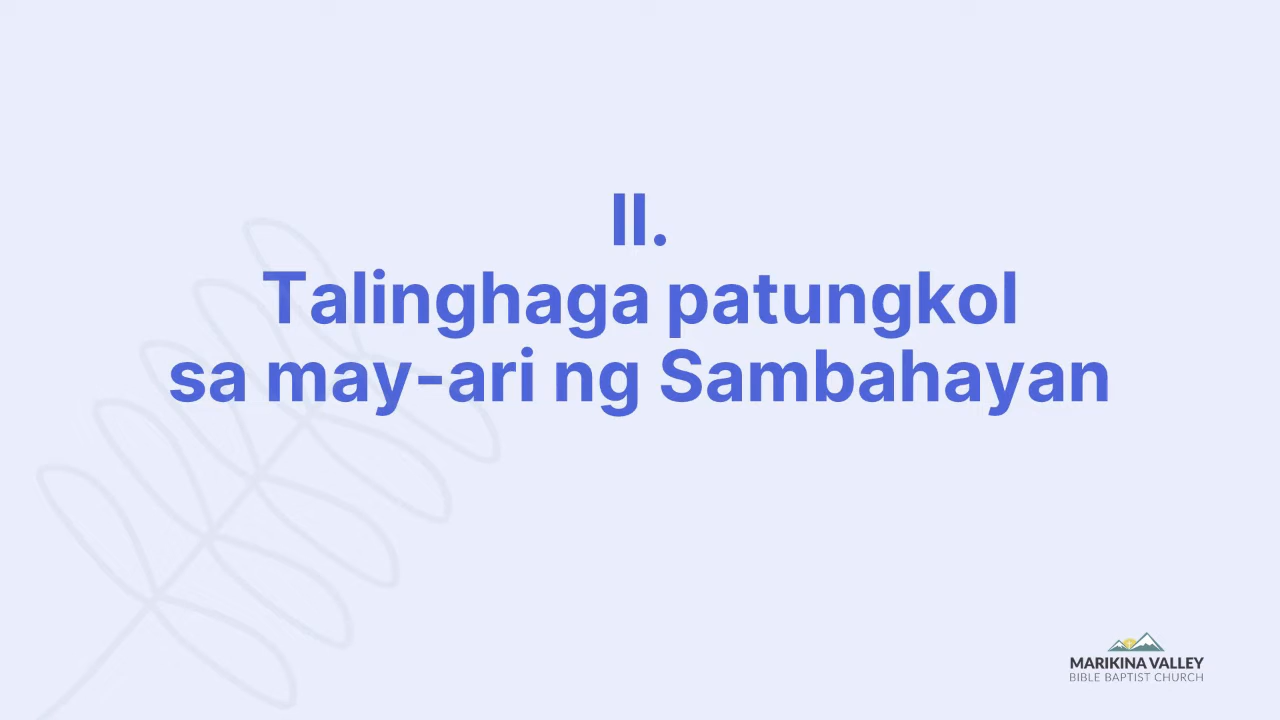 II.
Talinghaga patungkol
sa may-ari ng Sambahayan
MARIKINA VALLEY
BIBLE BAPTIST CHURCH